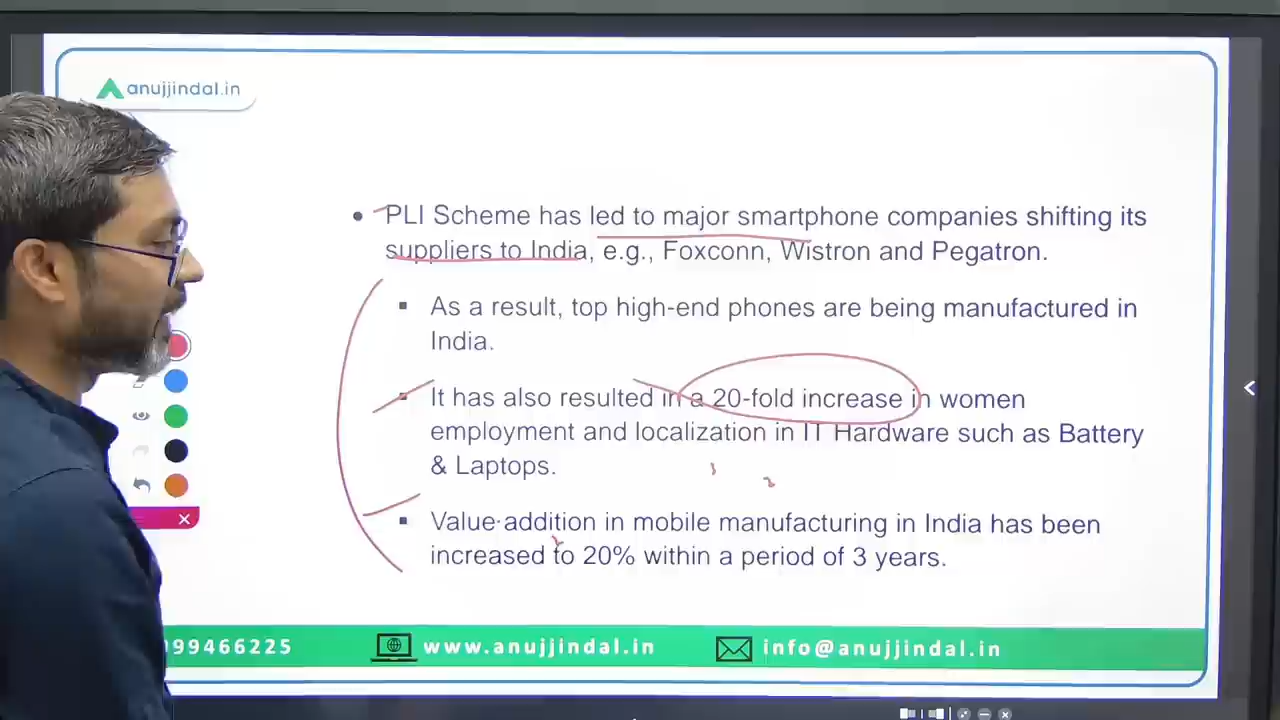 anujjindal.in
PLI Scheme has led to major smartphone companies shifting its
suppliers to India, e.g., Foxconn, Wistron and Pegatron.
As a result, top high-end phones are being manufactured in
India.
It has also resulted in a 20-fold increase in women
employment and localization in IT Hardware such as Battery
& Laptops.
Value addition in mobile manufacturing in India has been
increased to 20% within a period of 3 years.
99466225 www.anujjindal.in info@anujjindal.in